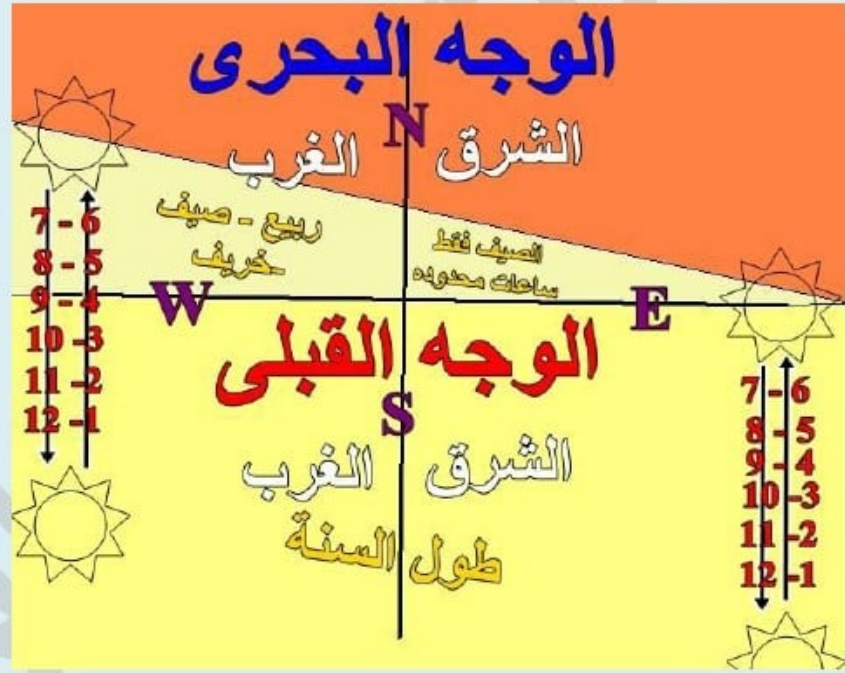 الوجه البحرى
N
الشرق
الغرب
ربيع - صيف
-خريف
الصيف فقط
ساعات محدوده
W
E
7 - 6
8 - 5
9 - 4
10 -3
11 -2
12 -1
الوجه القبلى
S
الشرق
الغرب
طول السنة
7 - 6
8 - 5
9 - 4
10 -3
11 -2
12 -1